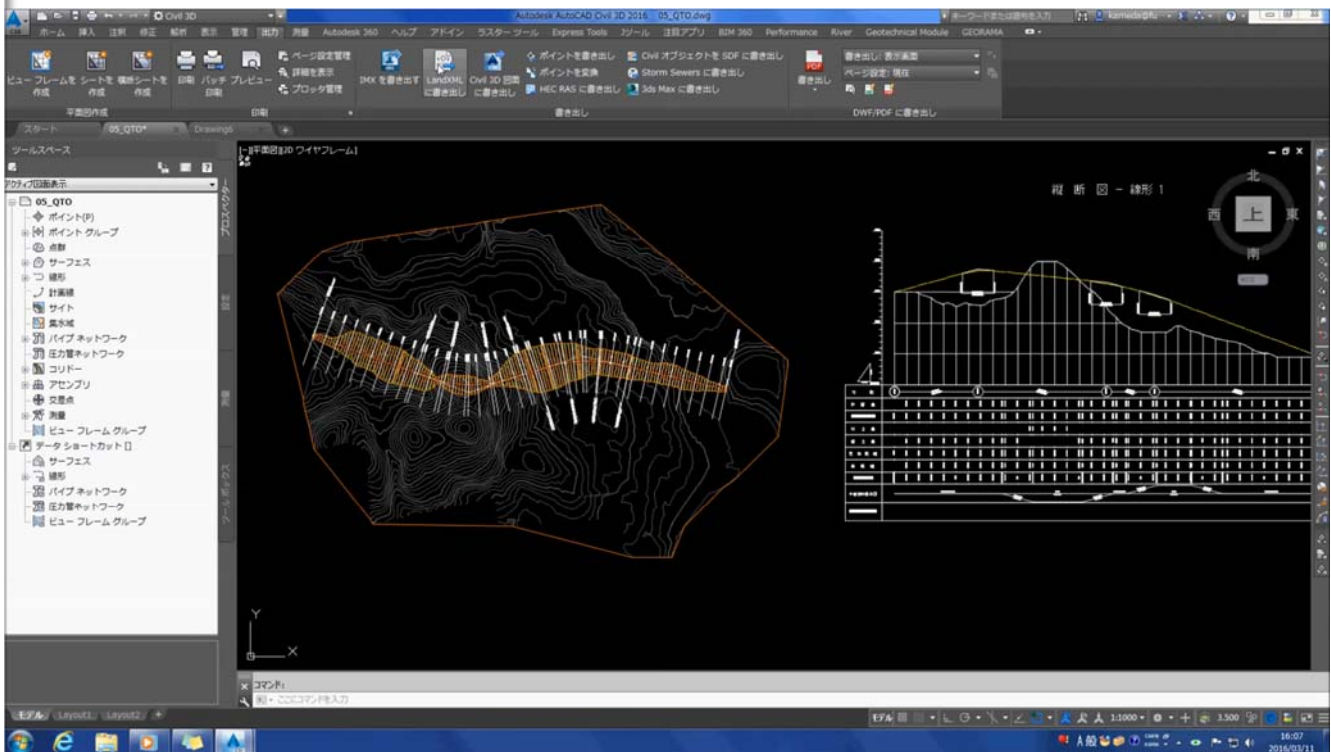 Civil 3D
Autodesk AutoCAD Civil 3D 2016 05_QTO.dwg
キーワードまたは語句を入力
ホーム 挿入 注釈 修正 解析 表示 管理 出力 測量 Autodesk 360 ヘルプ アドイン ラスター ツール Express Tools Jツール 注目アプリ BIM 360 Performance River Geotechnical Module GEORAMA
ページ設定管理
詳細を表示
プロッタ管理
ビュー フレームを 作成
シートを 作成
横断シートを 作成
印刷
バッチ
プレビュー
IMX を書き出す
LandXML に書き出し
Civil 3D 図面 に書き出し
ポイントを書き出し
ポイントを変換
HEC RAS に書き出し
Civil オブジェクトを SDF に書き出し
Storm Sewers に書き出し
3ds Max に書き出し
PDF
書き出し
書き出し: 表示画面
ページ設定: 現在
平面図作成
印刷
書き出し
DWF/PDF に書き出し
スタート
05_QTO*
Drawing6
ツールスペース
アクティブ図面表示
05_QTO
ポイント(P)
ポイント グループ
点群
サーフェス
線形
計画線
サイト
集水域
パイプ ネットワーク
圧力管ネットワーク
コリドー
アセンブリ
交差点
測量
ビュー フレーム グループ
データ ショートカット []
サーフェス
線形
パイプ ネットワーク
圧力管ネットワーク
ビュー フレーム グループ
プロスペクター
設定
測量
ツールボックス
[-][平面図][2D ワイヤフレーム]
縦 断 図 - 線形 1
北
西
上
東
南
Y
X
コマンド:
ここにコマンドを入力
モデル Layout1 Layout2 +
モデル
1:1000
3.500
A 般
16:07
2016/03/11